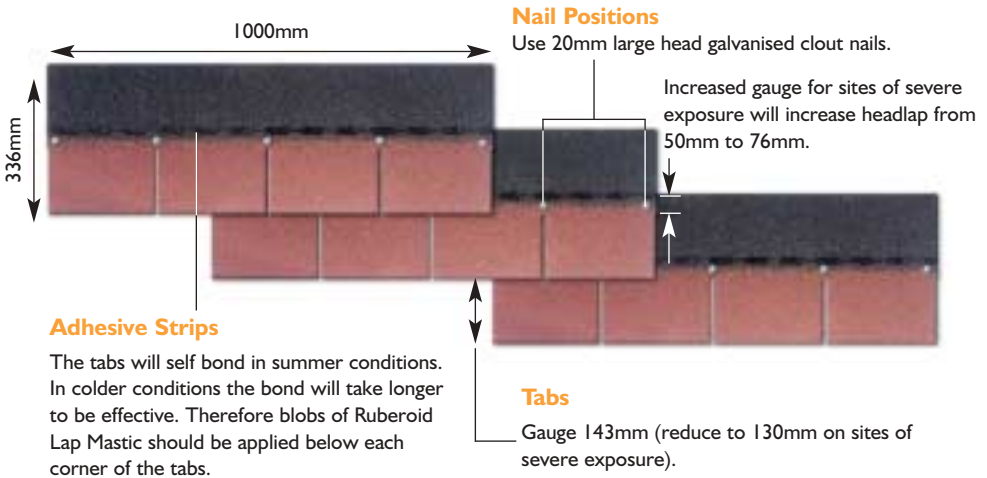 1000mm
336mm
Nail Positions
Use 20mm large head galvanised clout nails.
Increased gauge for sites of severe
exposure will increase headlap from
50mm to 76mm.
Adhesive Strips
The tabs will self bond in summer conditions.
In colder conditions the bond will take longer
to be effective. Therefore blobs of Ruberoid
Lap Mastic should be applied below each
corner of the tabs.
Tabs
Gauge 143mm (reduce to 130mm on sites of
severe exposure).